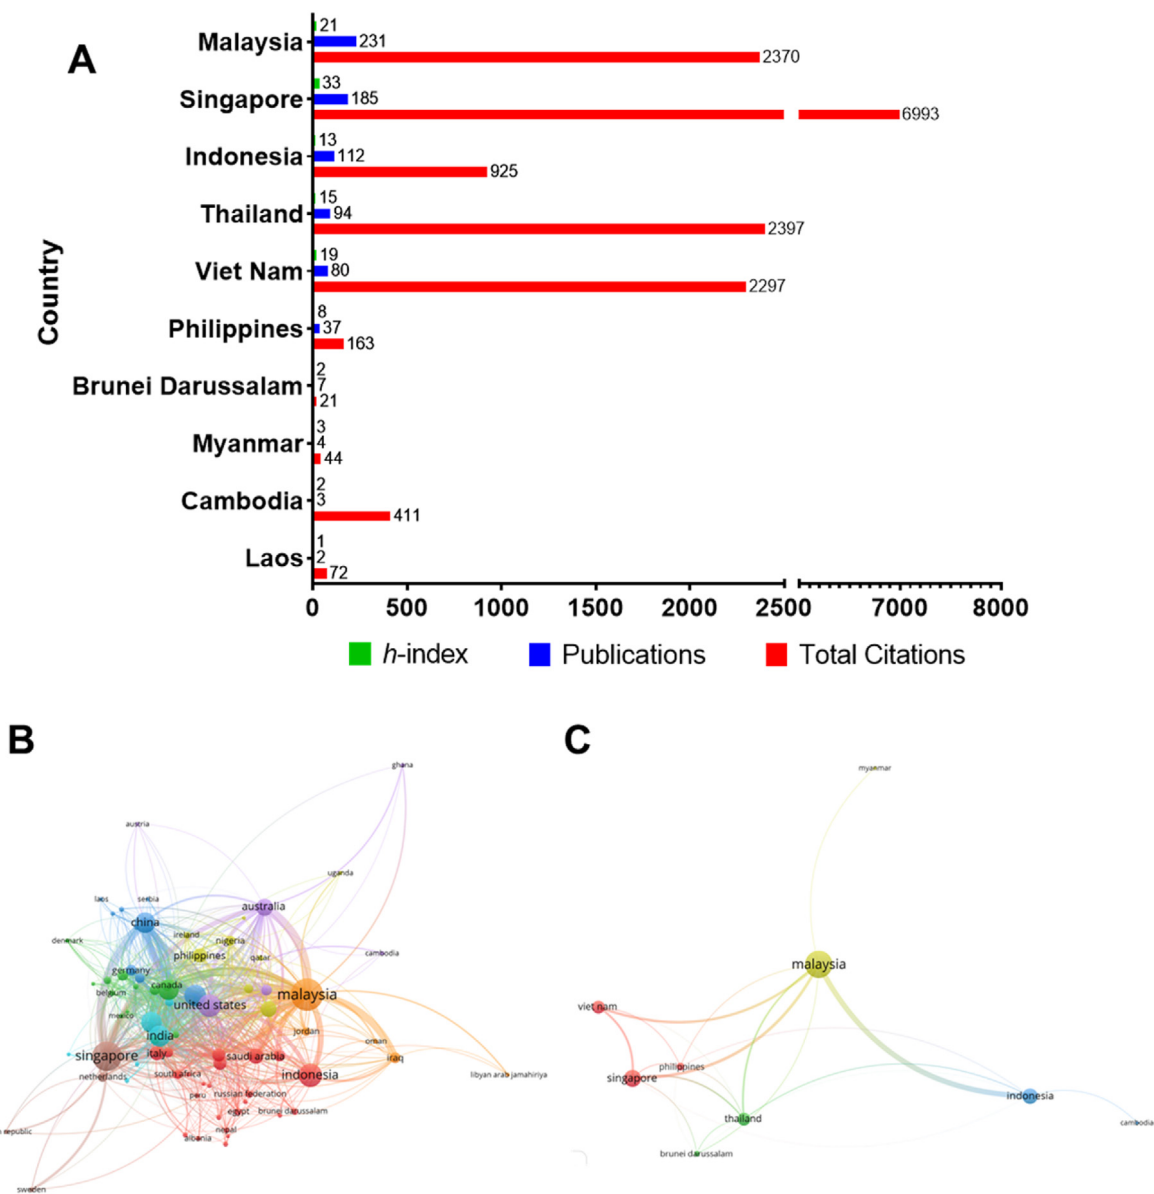 A
Country
21
Malaysia 231
2370
33
Singapore 185
6993
13
Indonesia 112
925
15
Thailand 94
2397
19
Viet Nam 80
2297
8
Philippines 37
163
2
Brunei Darussalam 7
21
3
Myanmar 4
44
2
Cambodia 3
411
1
Laos 2
72
0 500 1000 1500 2000 2500 7000 8000
h-index Publications Total Citations
B
ghana
austria
uganda
laos serbia
australia
china
ireland
denmark nigeria
philippines
qatar cambodia
germany
canada
belgium malaysia
united states
mexico
jordan
india
oman
singapore italy saudi arabia iraq
netherlands south africa indonesia libyan arab jamahiriya
peru russian federation
egypt brunei darussalam
republic nepal
albania
sweden
C
myanmar
malaysia
viet nam
philippines
singapore
indonesia
thailand cambodia
brunei darussalam